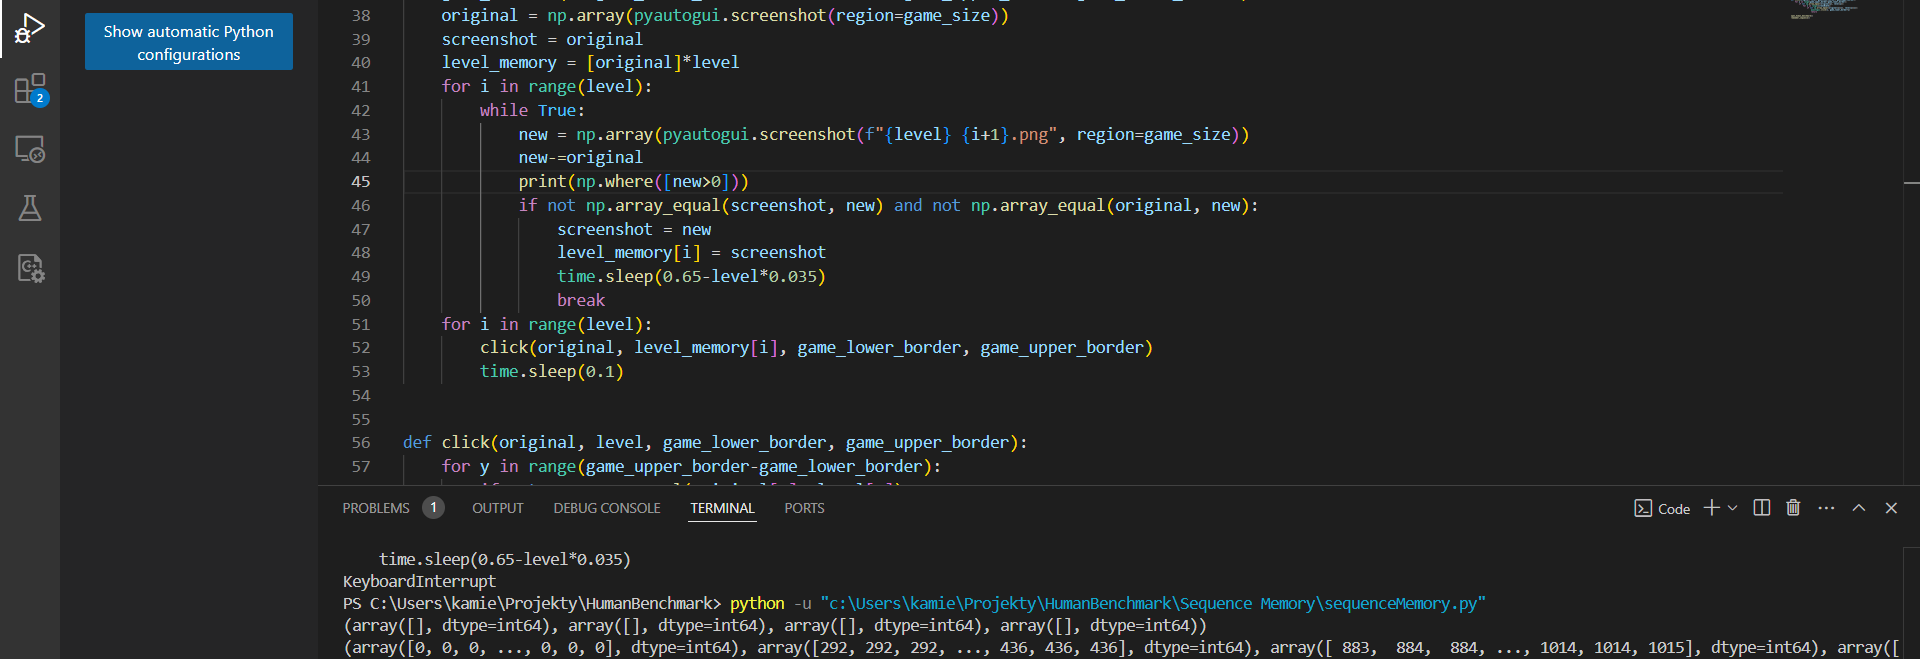 Show automatic Python
configurations
2
38 original = np.array(pyautogui.screenshot(region=game_size))
39 screenshot = original
40 level_memory = [original]*level
41 for i in range(level):
42 while True:
43 new = np.array(pyautogui.screenshot(f"{level} {i+1}.png", region=game_size))
44 new-=original
45 print(np.where([new>0]))
46 if not np.array_equal(screenshot, new) and not np.array_equal(original, new):
47 screenshot = new
48 level_memory[i] = screenshot
49 time.sleep(0.65-level*0.035)
50 break
51 for i in range(level):
52 click(original, level_memory[i], game_lower_border, game_upper_border)
53 time.sleep(0.1)
54
55
56 def click(original, level, game_lower_border, game_upper_border):
57 for y in range(game_upper_border-game_lower_border):
PROBLEMS 1 OUTPUT DEBUG CONSOLE TERMINAL PORTS Code
time.sleep(0.65-level*0.035)
KeyboardInterrupt
PS C:\Users\kamie\Projekty\HumanBenchmark> python -u "c:\Users\kamie\Projekty\HumanBenchmark\Sequence Memory\sequenceMemory.py"
(array([], dtype=int64), array([], dtype=int64), array([], dtype=int64), array([], dtype=int64))
(array([0, 0, 0, ..., 0, 0, 0], dtype=int64), array([292, 292, 292, ..., 436, 436, 436], dtype=int64), array([ 883, 884, 884, ..., 1014, 1014, 1015], dtype=int64), array([